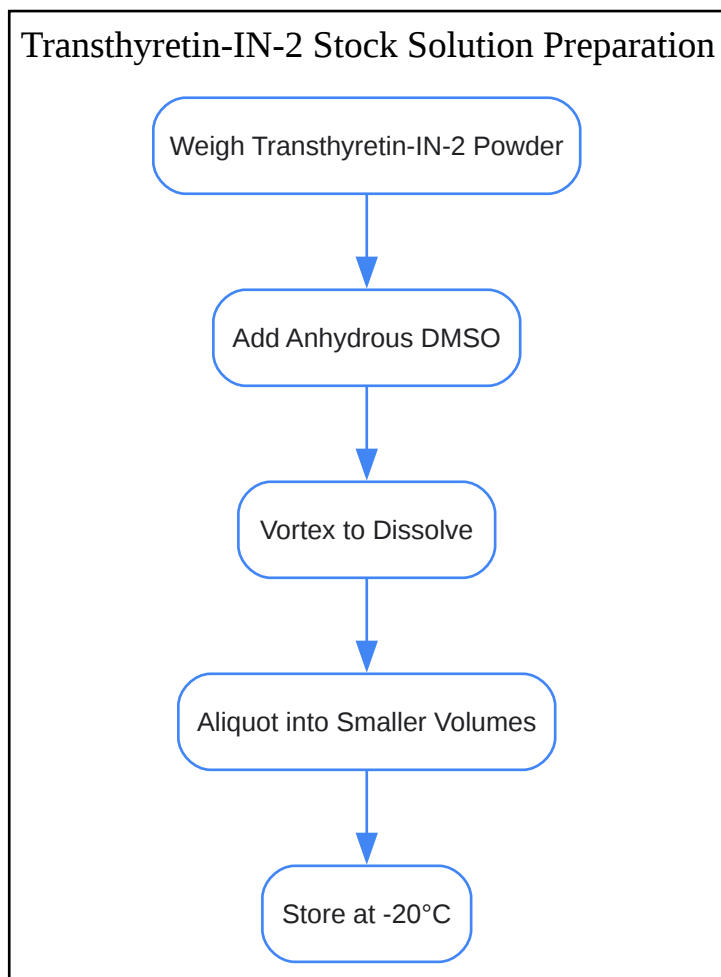 Transthyretin-IN-2 Stock Solution Preparation
Weigh Transthyretin-IN-2 Powder
Add Anhydrous DMSO
Vortex to Dissolve
Aliquot into Smaller Volumes
Store at -20°C